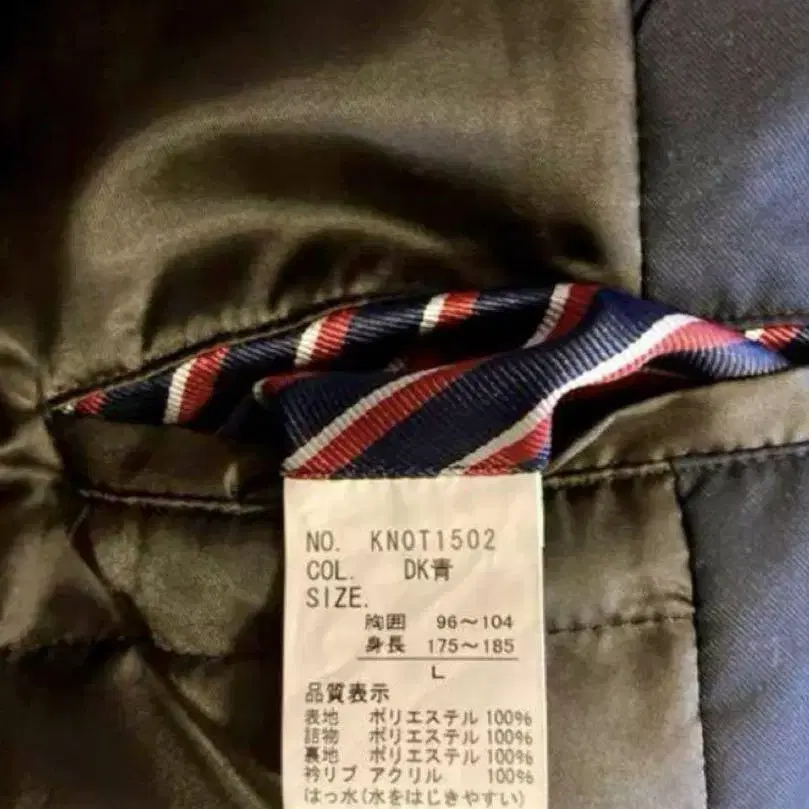 NO. KNOT1502
COL. DK青
SIZE.
胸囲 96～104
身長 175～185
L
品質表示
表地 ポリエステル 100%
詰物 ポリエステル 100%
裏地 ポリエステル 100%
衿リブ アクリル 100%
はっ水(水をはじきやすい)